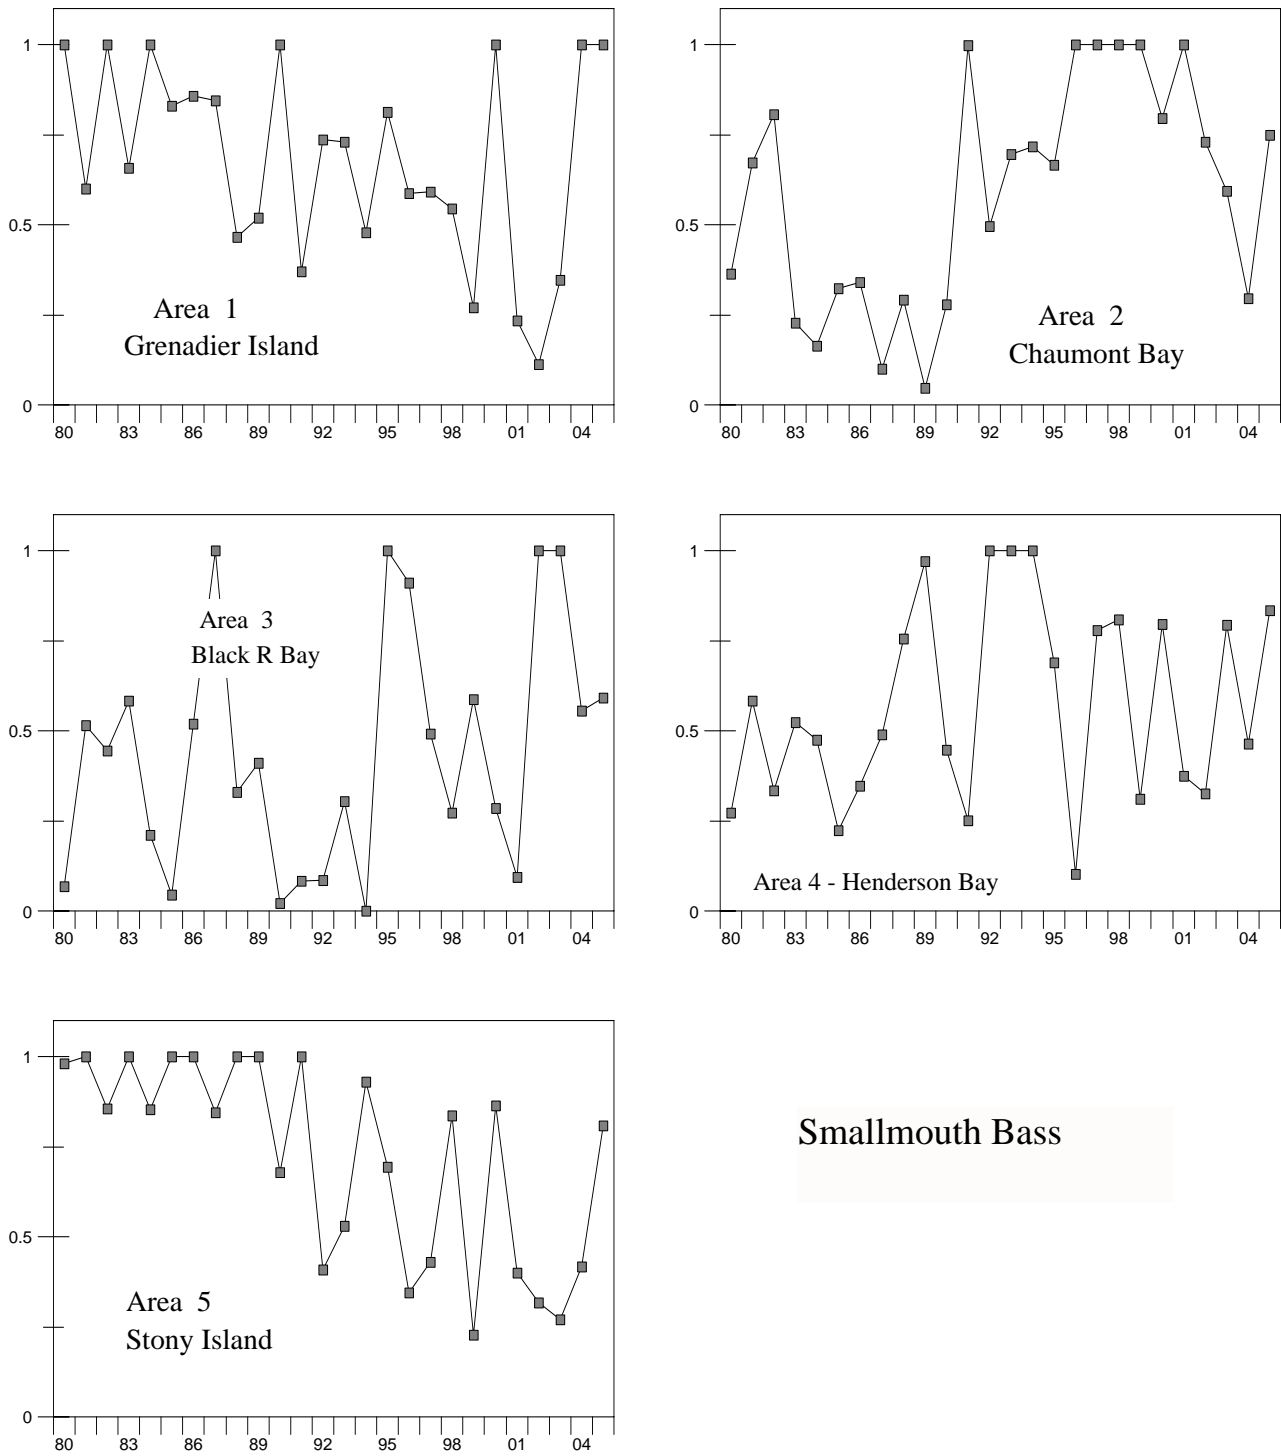 1
0.5
0
Area 1
Grenadier Island
80 83 86 89 92 95 98 01 04
1
0.5
0
Area 2
Chaumont Bay
80 83 86 89 92 95 98 01 04
1
0.5
0
Area 3
Black R Bay
80 83 86 89 92 95 98 01 04
1
0.5
0
Area 4 - Henderson Bay
80 83 86 89 92 95 98 01 04
1
0.5
0
Area 5
Stony Island
80 83 86 89 92 95 98 01 04
Smallmouth Bass